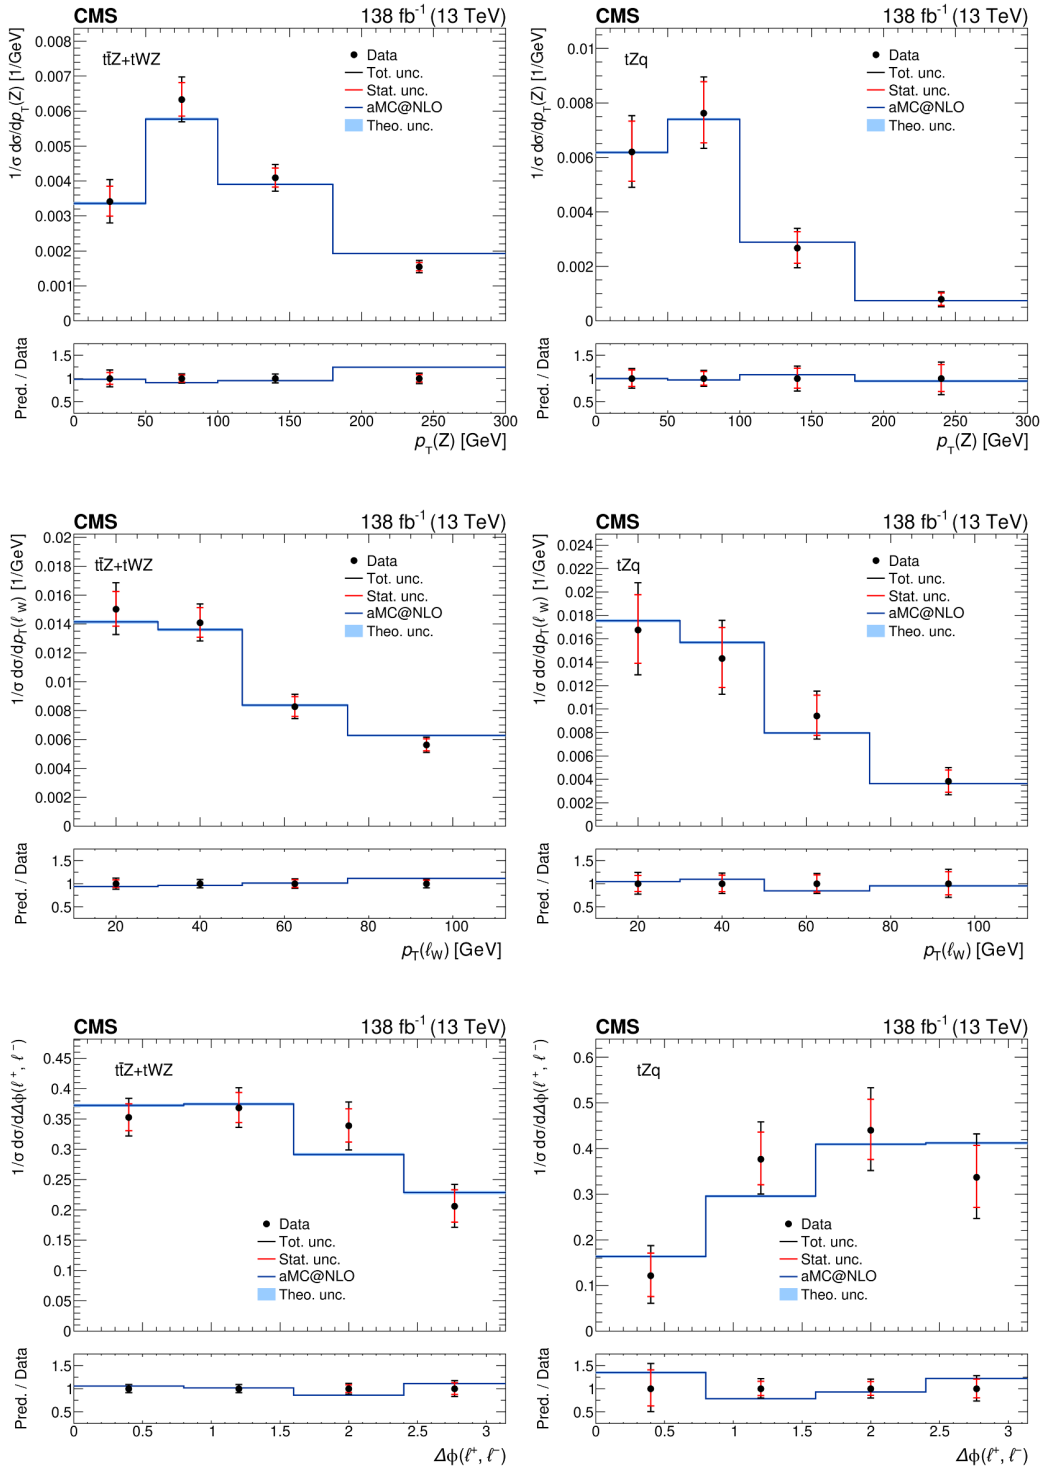 CMS 138 fb⁻¹ (13 TeV)
1/σ dσ/dp_T(Z) [1/GeV]
0.008
0.007
0.006
0.005
0.004
0.003
0.002
0.001
0
tt̄Z+tWZ
Data
Tot. unc.
Stat. unc.
aMC@NLO
Theo. unc.
Pred. / Data
1.5
1
0.5
0 50 100 150 200 250 300
p_T(Z) [GeV]
CMS 138 fb⁻¹ (13 TeV)
1/σ dσ/dp_T(Z) [1/GeV]
0.01
0.008
0.006
0.004
0.002
0
tZq
Data
Tot. unc.
Stat. unc.
aMC@NLO
Theo. unc.
Pred. / Data
1.5
1
0.5
0 50 100 150 200 250 300
p_T(Z) [GeV]
CMS 138 fb⁻¹ (13 TeV)
1/σ dσ/dp_T(ℓ_W) [1/GeV]
0.02
0.018
0.016
0.014
0.012
0.01
0.008
0.006
0.004
0.002
0
tt̄Z+tWZ
Data
Tot. unc.
Stat. unc.
aMC@NLO
Theo. unc.
Pred. / Data
1.5
1
0.5
20 40 60 80 100
p_T(ℓ_W) [GeV]
CMS 138 fb⁻¹ (13 TeV)
1/σ dσ/dp_T(ℓ_W) [1/GeV]
0.024
0.022
0.02
0.018
0.016
0.014
0.012
0.01
0.008
0.006
0.004
0.002
0
tZq
Data
Tot. unc.
Stat. unc.
aMC@NLO
Theo. unc.
Pred. / Data
1.5
1
0.5
20 40 60 80 100
p_T(ℓ_W) [GeV]
CMS 138 fb⁻¹ (13 TeV)
1/σ dσ/dΔϕ(ℓ⁺, ℓ⁻)
0.45
0.4
0.35
0.3
0.25
0.2
0.15
0.1
0.05
0
tt̄Z+tWZ
Data
Tot. unc.
Stat. unc.
aMC@NLO
Theo. unc.
Pred. / Data
1.5
1
0.5
0 0.5 1 1.5 2 2.5 3
Δϕ(ℓ⁺, ℓ⁻)
CMS 138 fb⁻¹ (13 TeV)
1/σ dσ/dΔϕ(ℓ⁺, ℓ⁻)
0.6
0.5
0.4
0.3
0.2
0.1
0
tZq
Data
Tot. unc.
Stat. unc.
aMC@NLO
Theo. unc.
Pred. / Data
1.5
1
0.5
0 0.5 1 1.5 2 2.5 3
Δϕ(ℓ⁺, ℓ⁻)